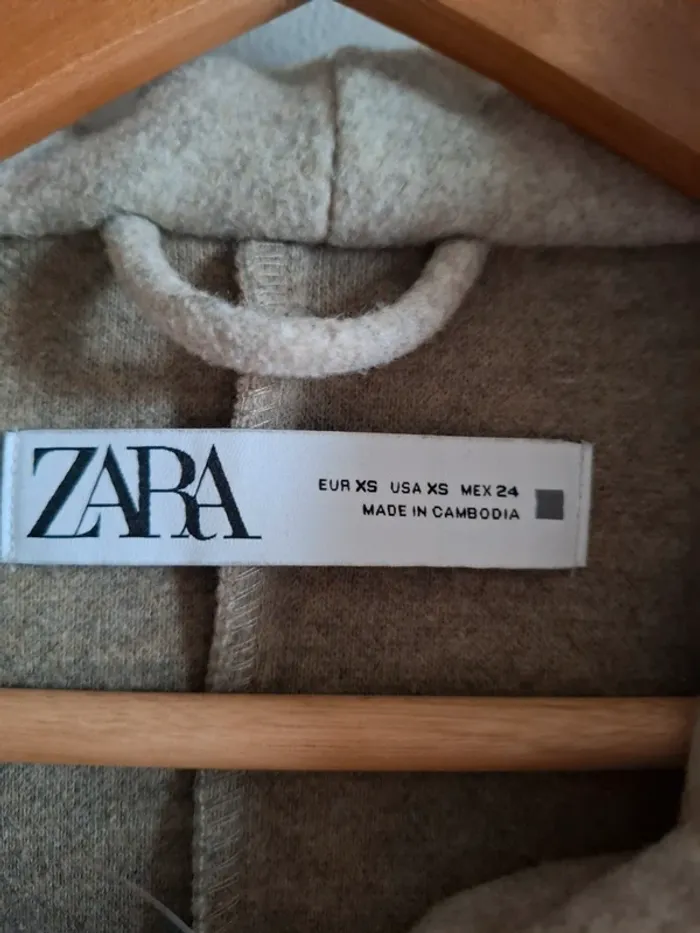 ZARA
EUR XS USA XS MEX 24
MADE IN CAMBODIA